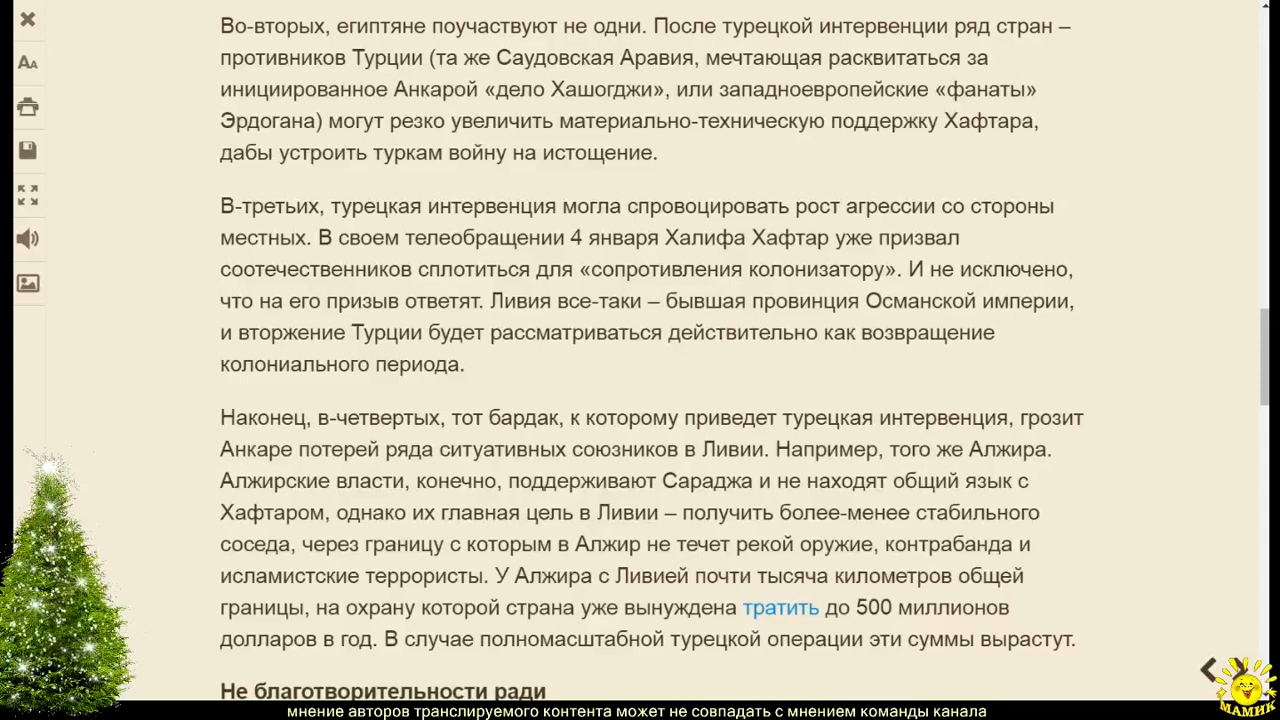 Во-вторых, египтяне поучаствуют не одни. После турецкой интервенции ряд стран –
противников Турции (та же Саудовская Аравия, мечтающая расквитаться за
инициированное Анкарой «дело Хашогджи», или западноевропейские «фанаты»
Эрдогана) могут резко увеличить материально-техническую поддержку Хафтара,
дабы устроить туркам войну на истощение.
В-третьих, турецкая интервенция могла спровоцировать рост агрессии со стороны
местных. В своем телеобращении 4 января Халифа Хафтар уже призвал
соотечественников сплотиться для «сопротивления колонизатору». И не исключено,
что на его призыв ответят. Ливия все-таки – бывшая провинция Османской империи,
и вторжение Турции будет рассматриваться действительно как возвращение
колониального периода.
Наконец, в-четвертых, тот бардак, к которому приведет турецкая интервенция, грозит
Анкаре потерей ряда ситуативных союзников в Ливии. Например, того же Алжира.
Алжирские власти, конечно, поддерживают Сараджа и не находят общий язык с
Хафтаром, однако их главная цель в Ливии – получить более-менее стабильного
соседа, через границу с которым в Алжир не течет рекой оружие, контрабанда и
исламистские террористы. У Алжира с Ливией почти тысяча километров общей
границы, на охрану которой страна уже вынуждена тратить до 500 миллионов
долларов в год. В случае полномасштабной турецкой операции эти суммы вырастут.
Не благотворительности ради
мнение авторов транслируемого контента может не совпадать с мнением команды канала
МАМИК
AA